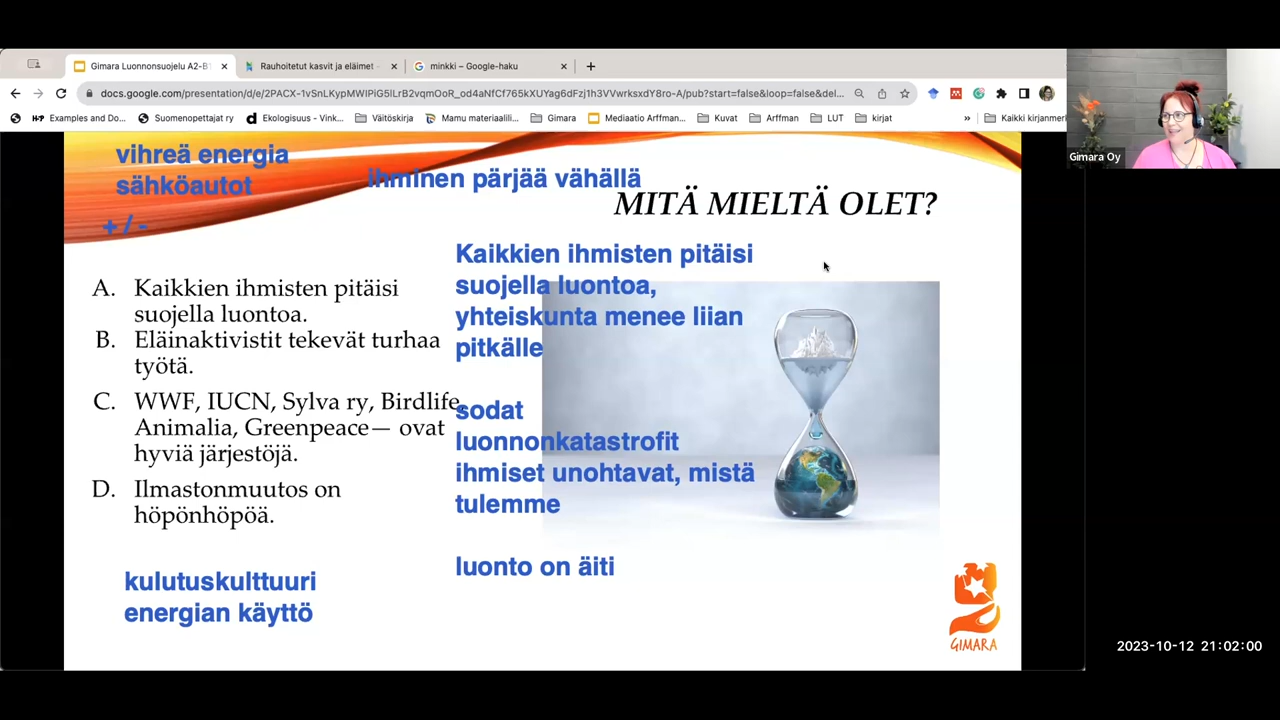 Gimara Luonnonsuojelu A2-B1
Rauhoitetut kasvit ja eläimet -
minkki – Google-haku
docs.google.com/presentation/d/e/2PACX-1vSnLKypMWIPiG5lLrB2vqmOoR_od4aNfCf765kXUYag6dFzj1h3VVwrksxdY8ro-A/pub?start=false&loop=false&del...
Examples and Do...
Suomenopettajat ry
Ekologisuus - Vink...
Väitöskirja
Mamu materiaalili...
Gimara
Mediaatio Arffman...
Kuvat
Arffman
LUT
kirjat
»
Kaikki kirjanmerl
Gimara Oy
vihreä energia
sähköautot
+ / -
ihminen pärjää vähällä
MITÄ MIELTÄ OLET?
A. Kaikkien ihmisten pitäisi
suojella luontoa.
B. Eläinaktivistit tekevät turhaa
työtä.
C. WWF, IUCN, Sylva ry, Birdlife,
Animalia, Greenpeace— ovat
hyviä järjestöjä.
D. Ilmastonmuutos on
höpönhöpöä.
Kaikkien ihmisten pitäisi
suojella luontoa,
yhteiskunta menee liian
pitkälle
sodat
luonnonkatastrofit
ihmiset unohtavat, mistä
tulemme
luonto on äiti
kulutuskulttuuri
energian käyttö
GIMARA
2023-10-12 21:02:00